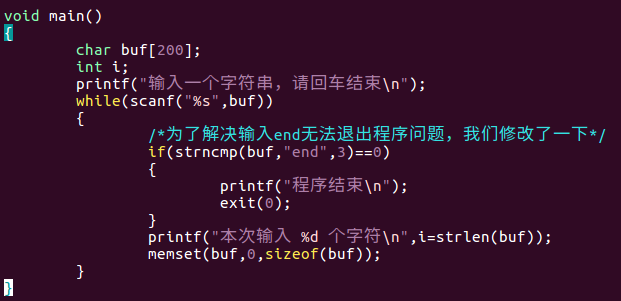 void main()
{
        char buf[200];
        int i;
        printf("输入一个字符串，请回车结束\n");
        while(scanf("%s",buf))
        {
                /*为了解决输入end无法退出程序问题，我们修改了一下*/
                if(strncmp(buf,"end",3)==0)
                {
                        printf("程序结束\n");
                        exit(0);
                }
                printf("本次输入 %d 个字符\n",i=strlen(buf));
                memset(buf,0,sizeof(buf));
        }
}